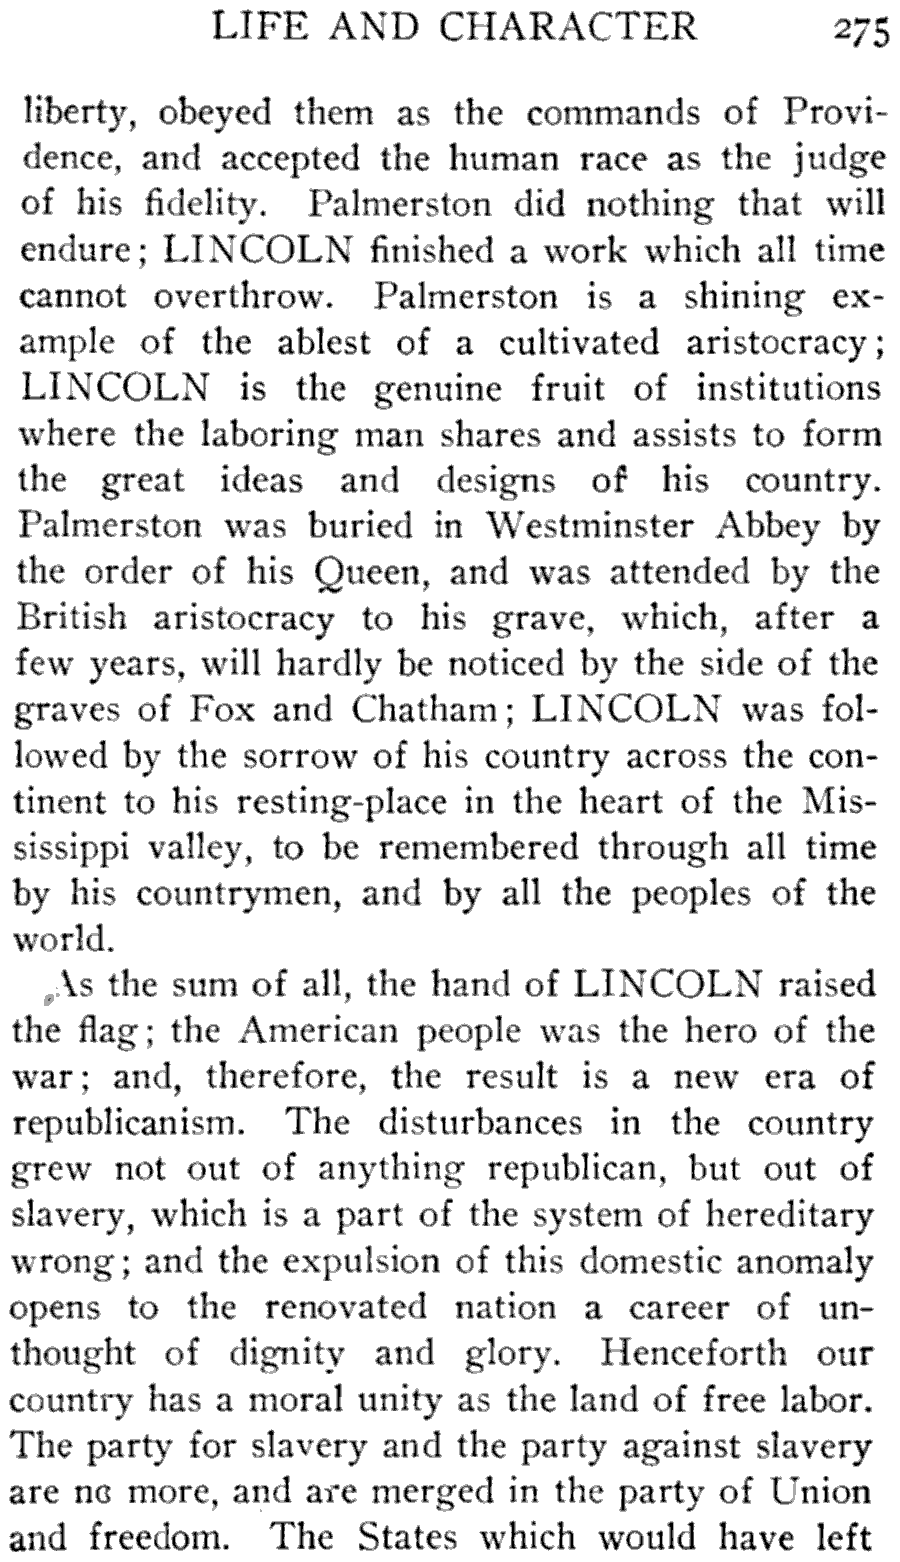 LIFE AND CHARACTER 275
liberty, obeyed them as the commands of Provi-
dence, and accepted the human race as the judge
of his fidelity. Palmerston did nothing that will
endure; LINCOLN finished a work which all time
cannot overthrow. Palmerston is a shining ex-
ample of the ablest of a cultivated aristocracy;
LINCOLN is the genuine fruit of institutions
where the laboring man shares and assists to form
the great ideas and designs of his country.
Palmerston was buried in Westminster Abbey by
the order of his Queen, and was attended by the
British aristocracy to his grave, which, after a
few years, will hardly be noticed by the side of the
graves of Fox and Chatham; LINCOLN was fol-
lowed by the sorrow of his country across the con-
tinent to his resting-place in the heart of the Mis-
sissippi valley, to be remembered through all time
by his countrymen, and by all the peoples of the
world.
As the sum of all, the hand of LINCOLN raised
the flag; the American people was the hero of the
war; and, therefore, the result is a new era of
republicanism. The disturbances in the country
grew not out of anything republican, but out of
slavery, which is a part of the system of hereditary
wrong; and the expulsion of this domestic anomaly
opens to the renovated nation a career of un-
thought of dignity and glory. Henceforth our
country has a moral unity as the land of free labor.
The party for slavery and the party against slavery
are no more, and are merged in the party of Union
and freedom. The States which would have left